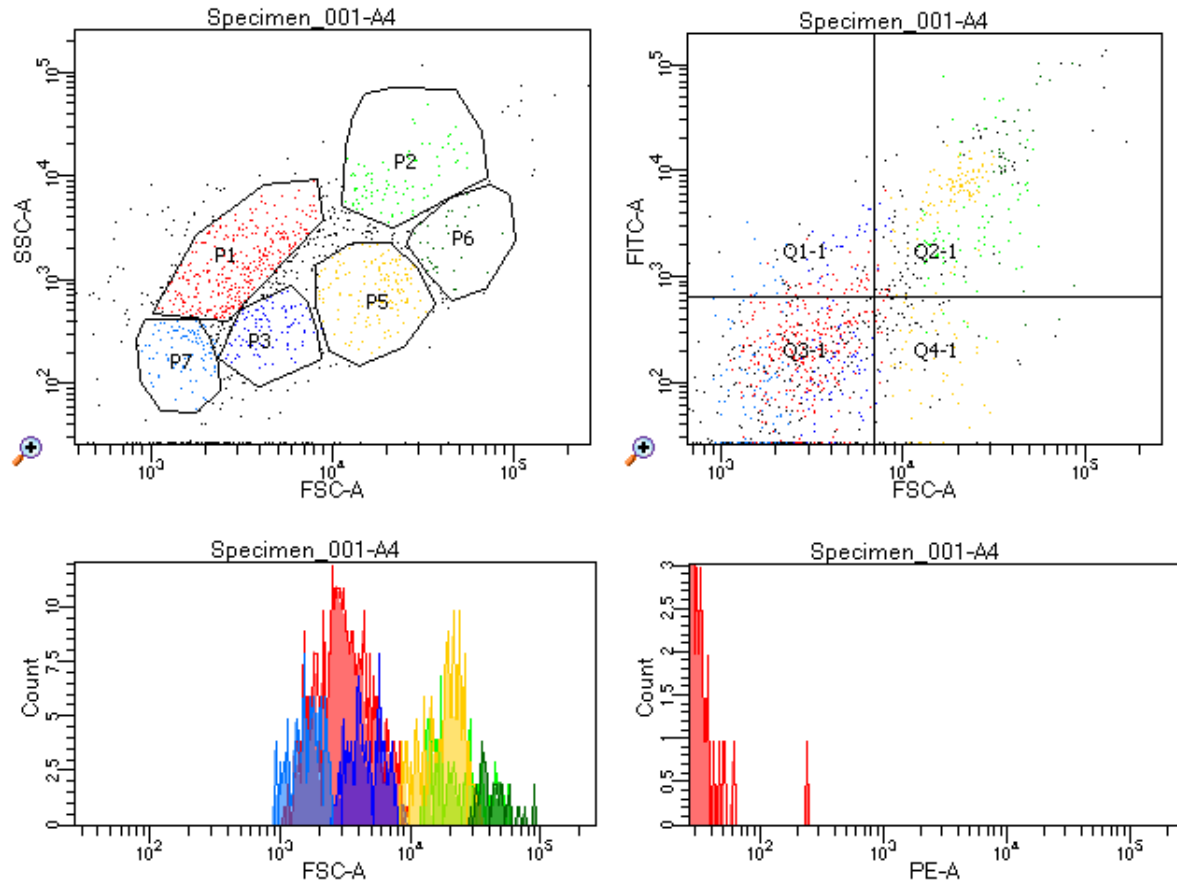 Specimen_001-A4
SSC-A
10^5
10^4
10^3
10^2
P1
P2
P3
P5
P6
P7
10^3 10^4 10^5
FSC-A
Specimen_001-A4
FITC-A
10^5
10^4
10^3
10^2
Q1-1 Q2-1
Q3-1 Q4-1
10^3 10^4 10^5
FSC-A
Specimen_001-A4
Count
10
7.5
5
2.5
0
10^2 10^3 10^4 10^5
FSC-A
Specimen_001-A4
Count
3
2.5
2
1.5
1
0.5
0
10^2 10^3 10^4 10^5
PE-A